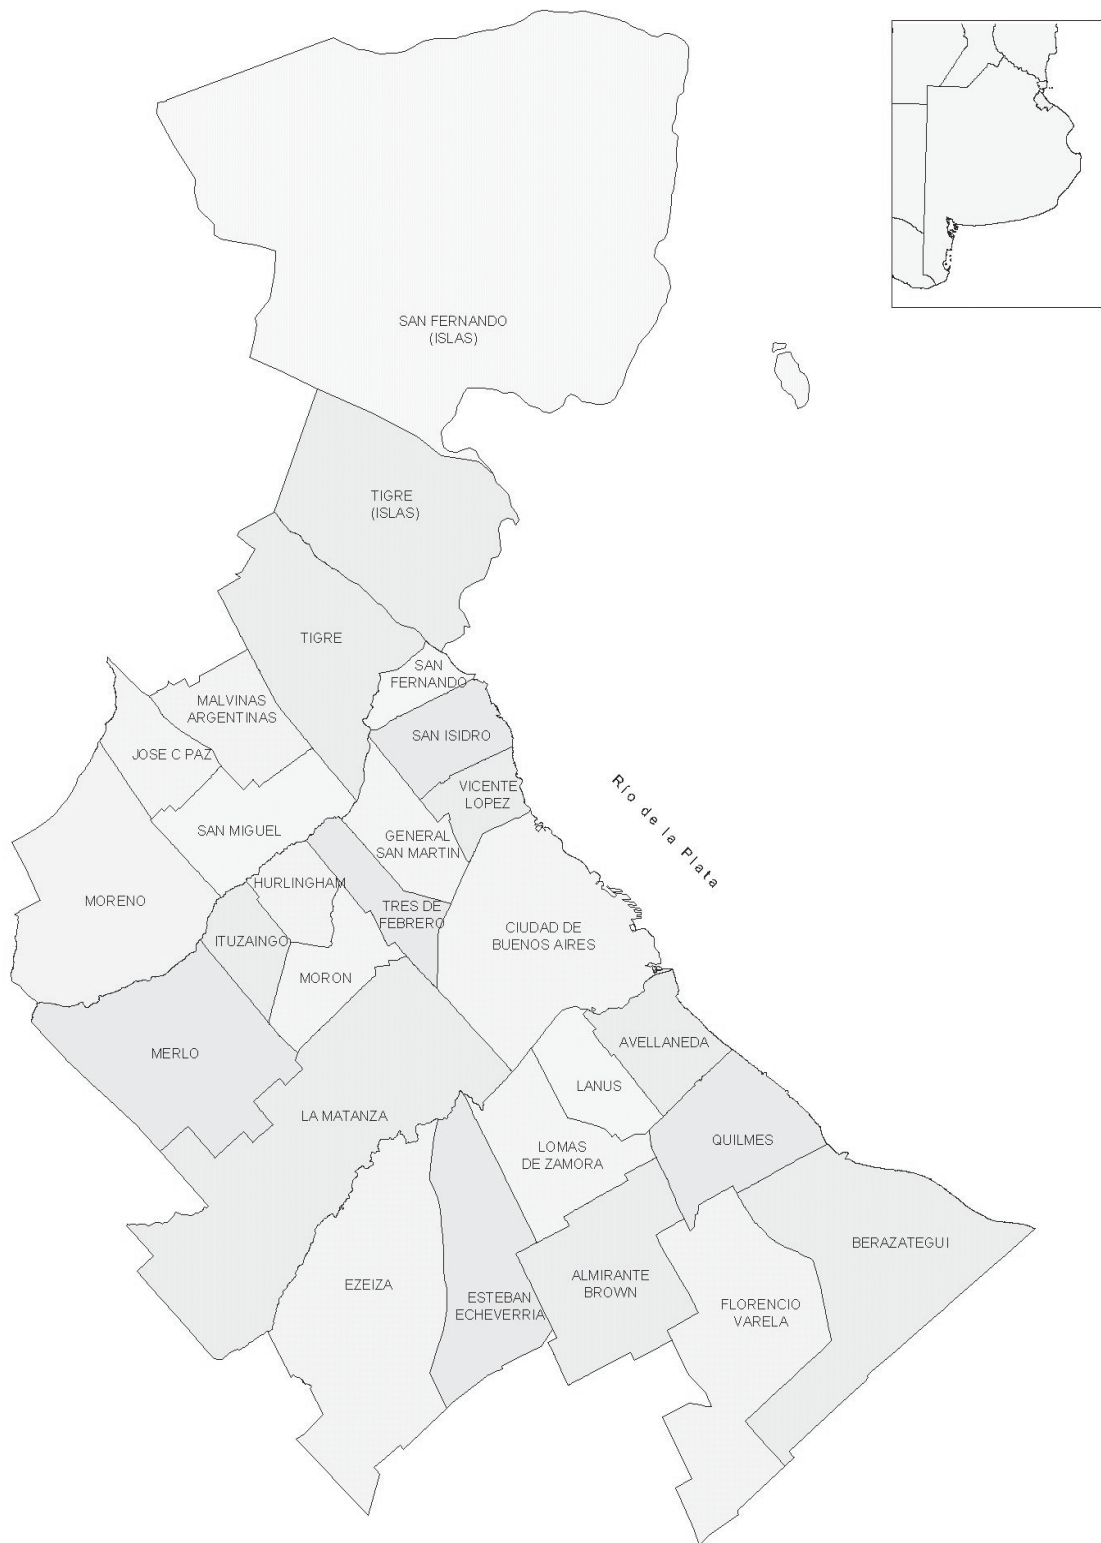 SAN FERNANDO
(ISLAS)
TIGRE
(ISLAS)
TIGRE
SAN
FERNANDO
MALVINAS
ARGENTINAS
SAN ISIDRO
JOSE C PAZ
VICENTE
LOPEZ
Río de la Plata
SAN MIGUEL
GENERAL
SAN MARTIN
HURLINGHAM
MORENO
TRES DE
FEBRERO
CIUDAD DE
BUENOS AIRES
ITUZAINGO
MORON
MERLO
AVELLANEDA
LANUS
LA MATANZA
QUILMES
LOMAS
DE ZAMORA
BERAZATEGUI
EZEIZA
ALMIRANTE
BROWN
ESTEBAN
ECHEVERRIA
FLORENCIO
VARELA